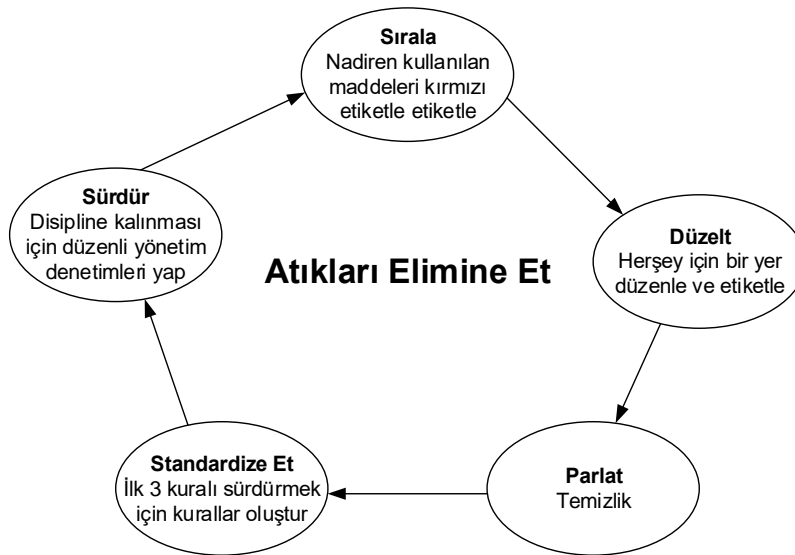 Sırala
Nadiren kullanılan
maddeleri kırmızı
etiketle etiketle
Düzelt
Herşey için bir yer
düzenle ve etiketle
Parlat
Temizlik
Standardize Et
İlk 3 kuralı sürdürmek
için kurallar oluştur
Sürdür
Disipline kalınması
için düzenli yönetim
denetimleri yap
Atıkları Elimine Et